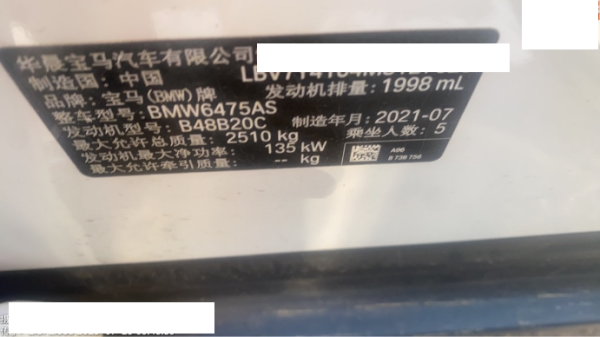 华晨宝马汽车有限公司
制造国：中国
品牌：宝马(BMW)牌 发动机排量：1998 mL
整车型号：BMW6475AS
发动机型号：B48B20C 制造年月：2021-07
最大允许总质量：2510 kg 乘坐人数：5
发动机最大净功率：135 kW
最大允许牵引质量：-- kg
A00